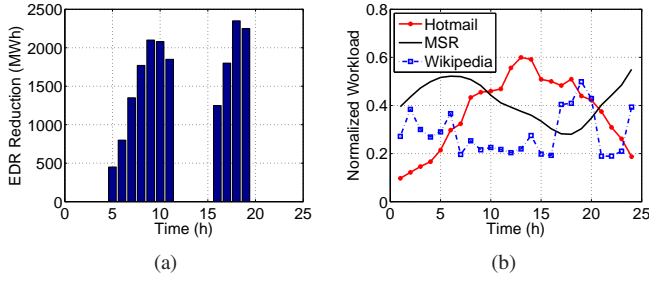 EDR Reduction (MWh)
2500
2000
1500
1000
500
0
0 5 10 15 20 25
Time (h)
(a)
Normalized Workload
0.8
0.6
0.4
0.2
0
0 5 10 15 20 25
Hotmail
MSR
Wikipedia
Time (h)
(b)